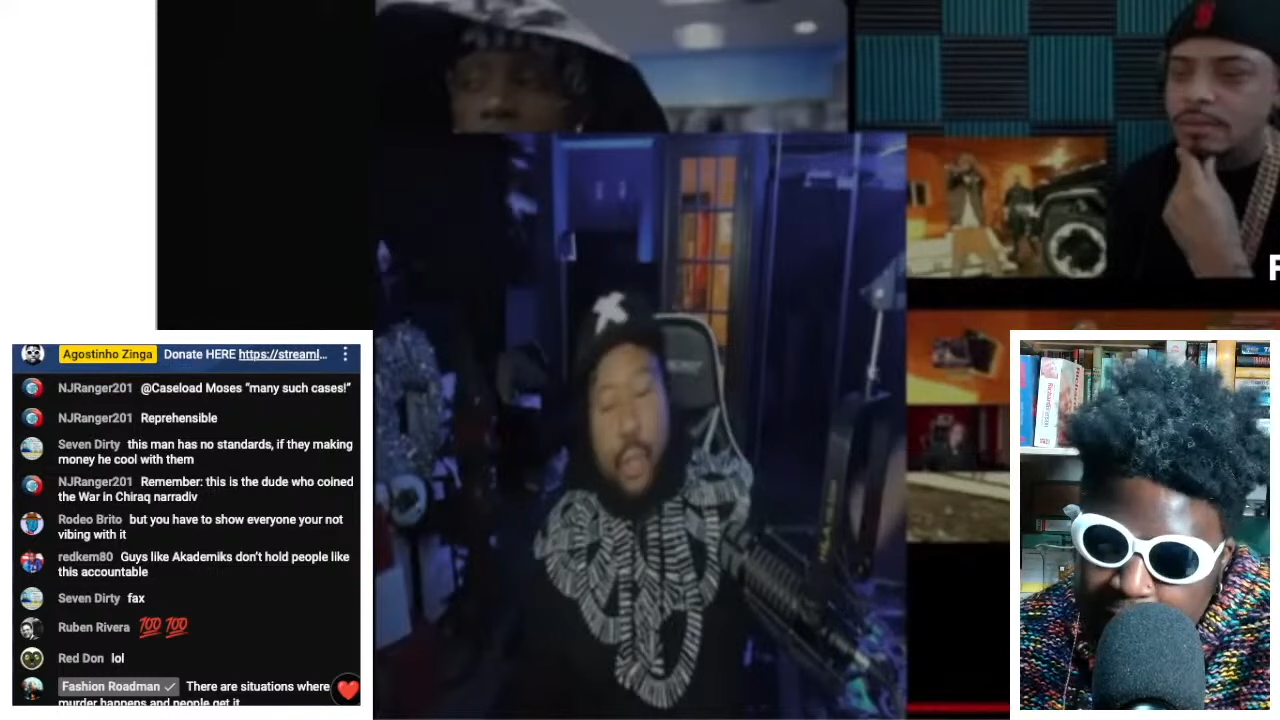 Agostinho Zinga Donate HERE https://streaml...
NJRanger201 @Caseload Moses “many such cases!”
NJRanger201 Reprehensible
Seven Dirty this man has no standards, if they making
money he cool with them
NJRanger201 Remember: this is the dude who coined
the War in Chiraq narradiv
Rodeo Brito but you have to show everyone your not
vibing with it
redkem80 Guys like Akademiks don’t hold people like
this accountable
Seven Dirty fax
Ruben Rivera 💯 💯
Red Don lol
Fashion Roadman ✓ There are situations where
murder happens and people get it